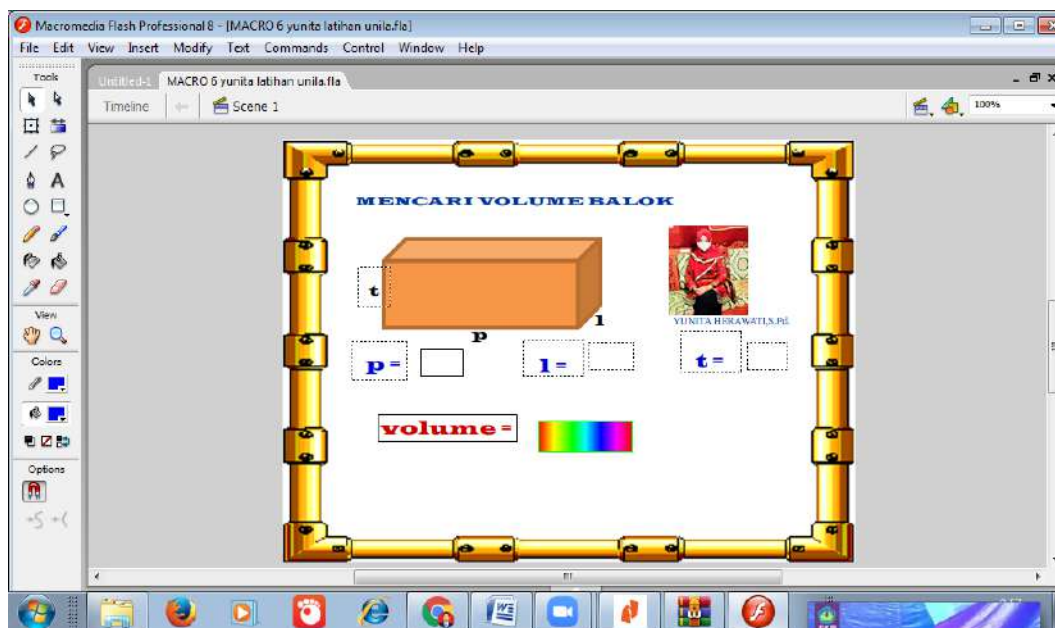 Macromedia Flash Professional 8 - [MACRO 6 yunita latihan unila.fla]
File Edit View Insert Modify Text Commands Control Window Help
Tools
Untitled-1 MACRO 6 yunita latihan unila.fla
Timeline Scene 1
100%
MENCARI VOLUME BALOK
t
l
p
YUNITA HERAWATI,S.Pd.
p =
l =
t =
volume =
View
Colors
Options